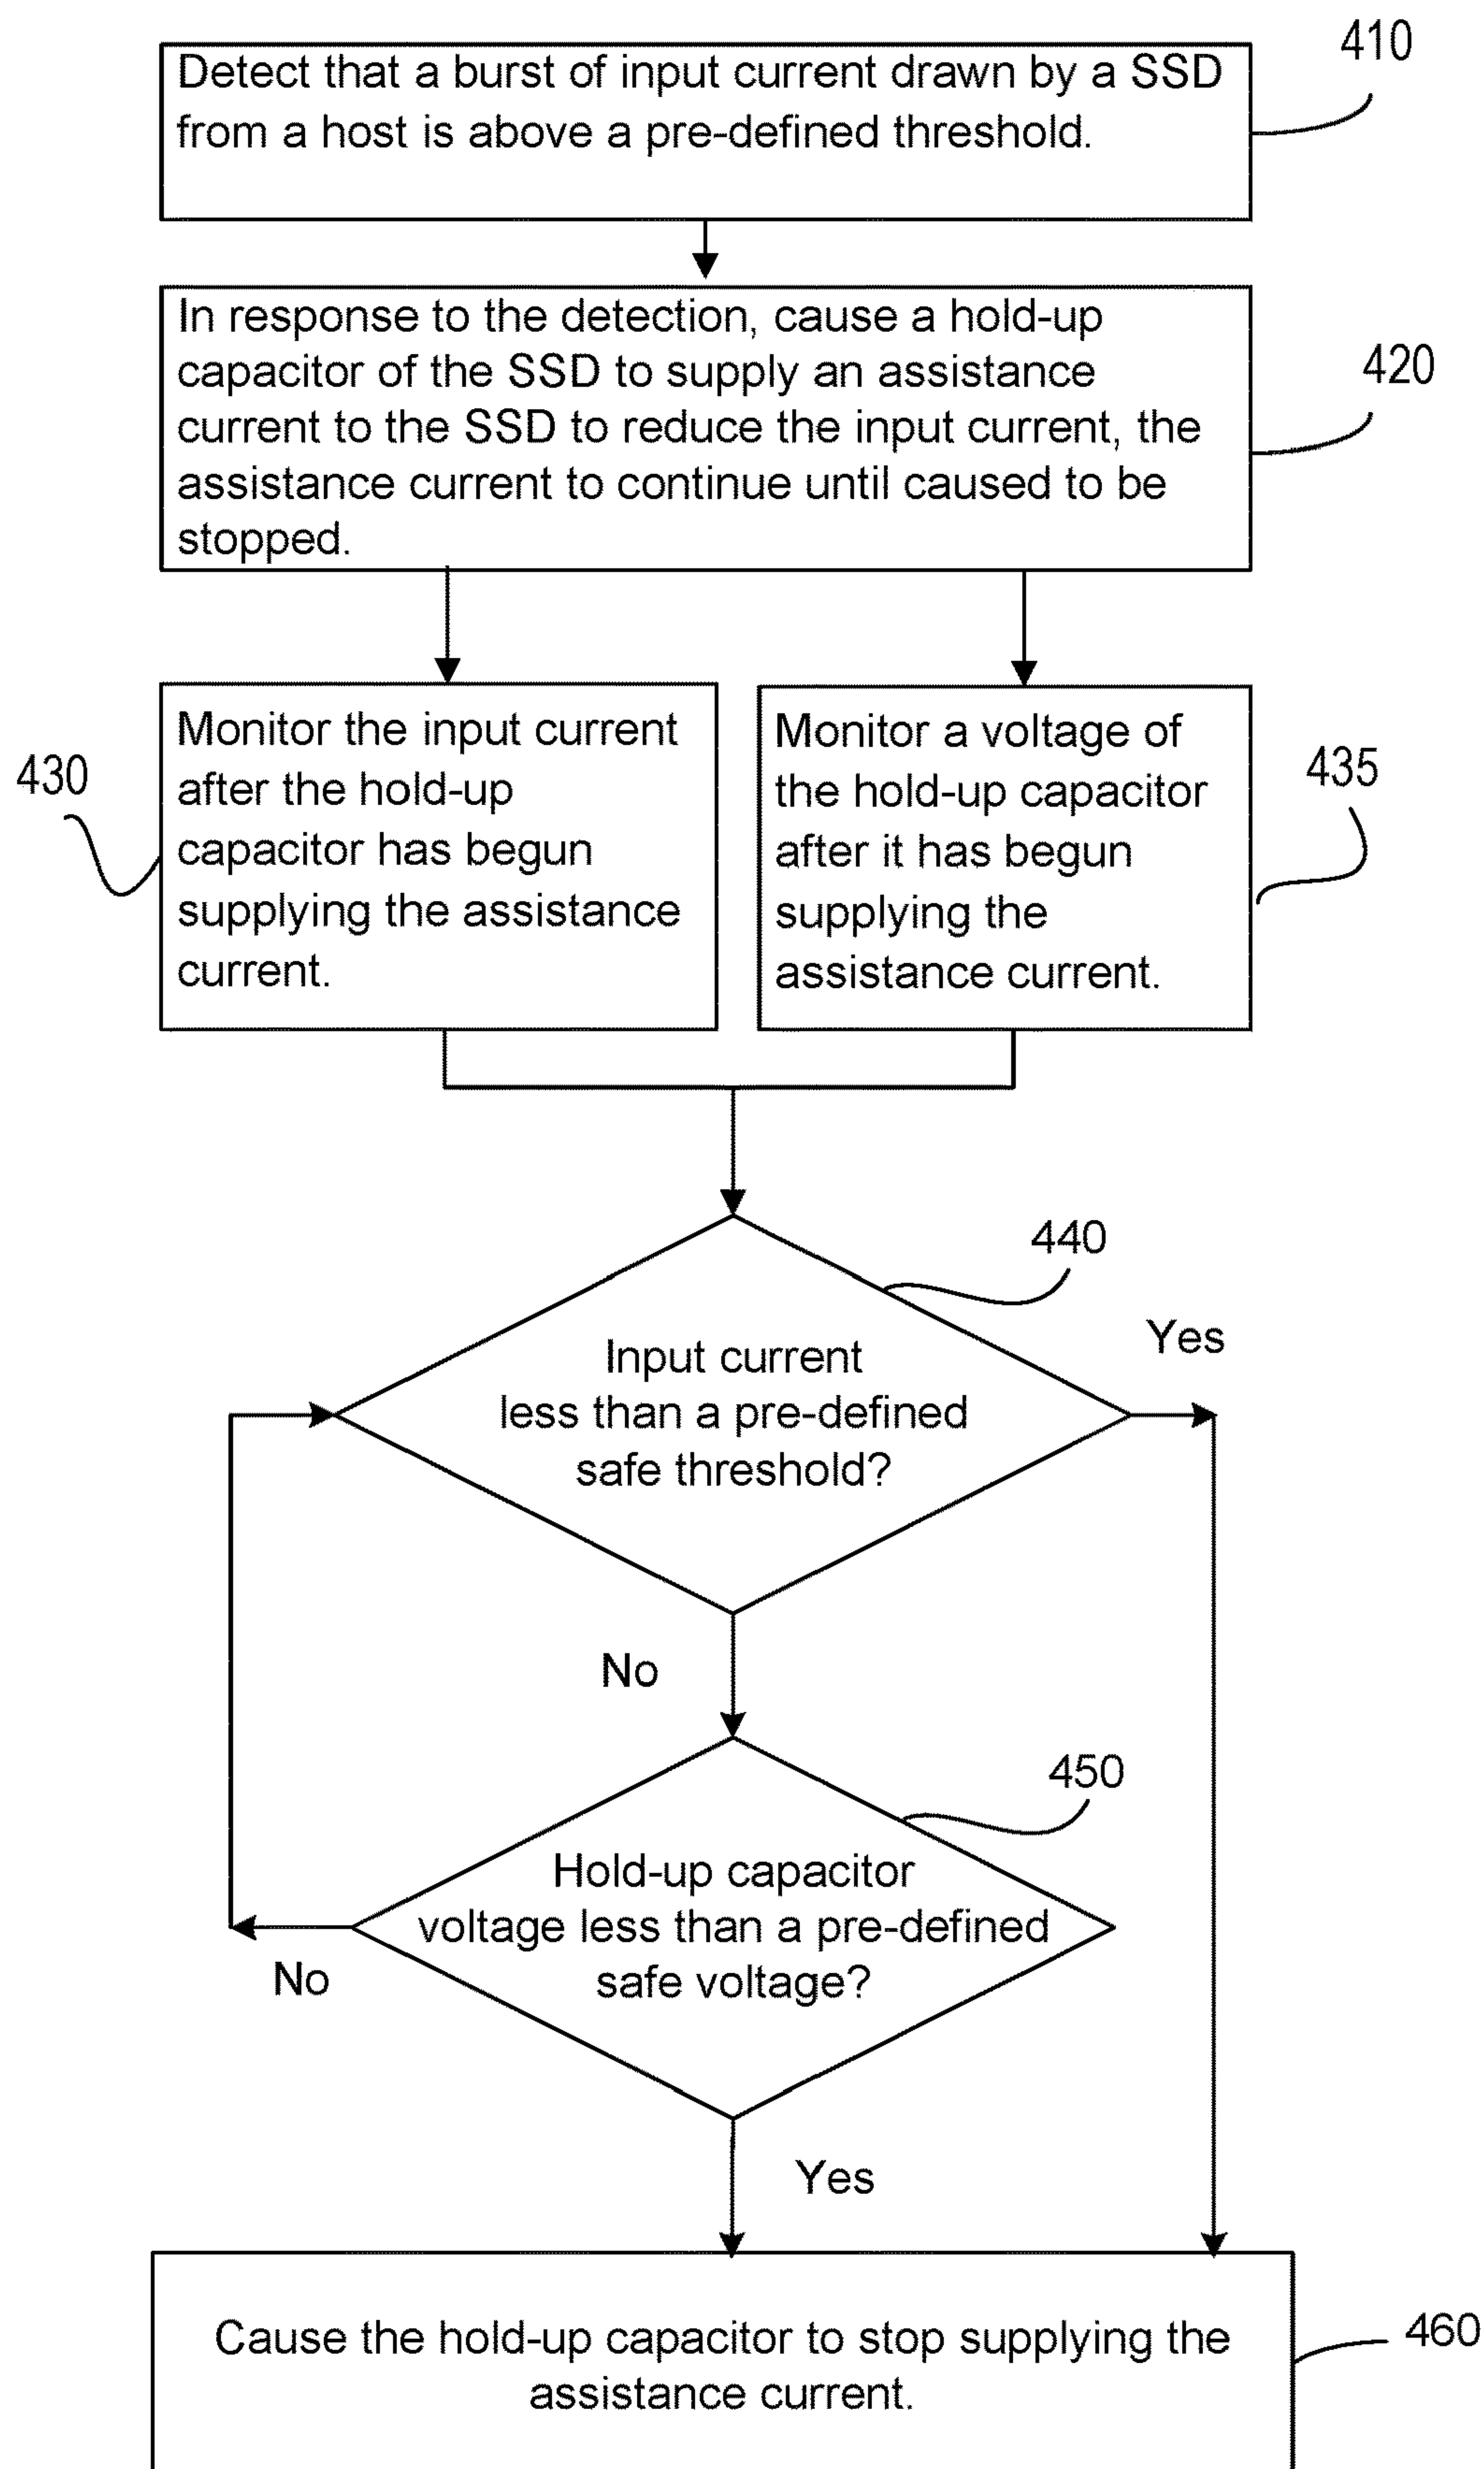 410
Detect that a burst of input current drawn by a SSD
from a host is above a pre-defined threshold.
In response to the detection, cause a hold-up
capacitor of the SSD to supply an assistance
current to the SSD to reduce the input current, the
assistance current to continue until caused to be
stopped.
420
430
Monitor the input current
after the hold-up
capacitor has begun
supplying the assistance
current.
Monitor a voltage of
the hold-up capacitor
after it has begun
supplying the
assistance current.
435
440
Yes
Input current
less than a pre-defined
safe threshold?
No
450
Hold-up capacitor
voltage less than a pre-defined
safe voltage?
No
Yes
Cause the hold-up capacitor to stop supplying the
assistance current.
460